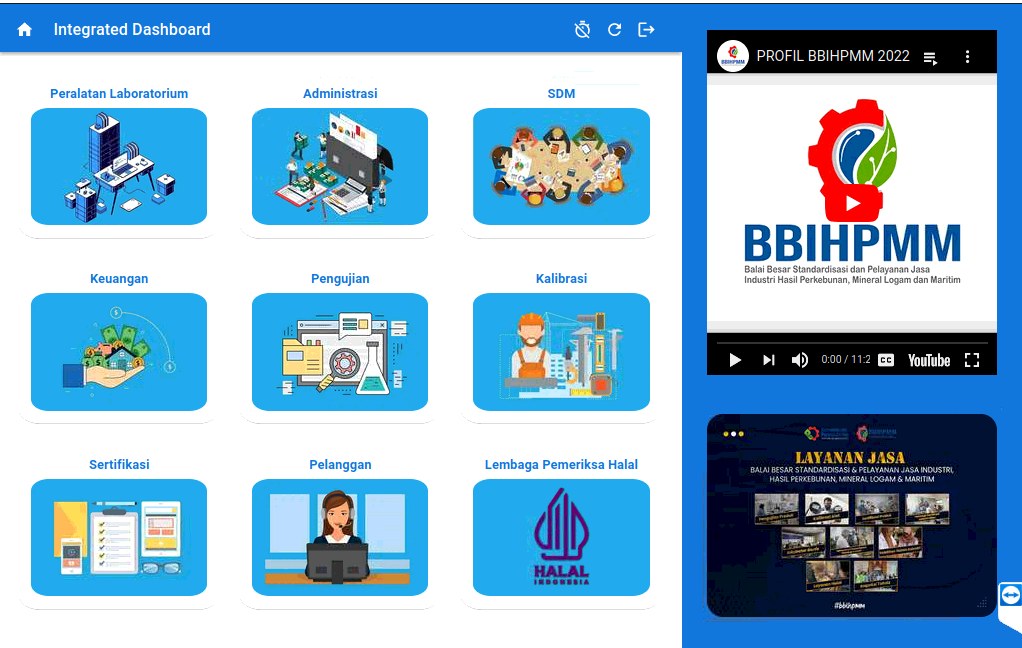 Integrated Dashboard
Peralatan Laboratorium
Administrasi
SDM
Keuangan
Pengujian
Kalibrasi
Sertifikasi
Pelanggan
Lembaga Pemeriksa Halal
HALAL
INDONESIA
PROFIL BBIHPMM 2022
BBIHPMM
Balai Besar Standardisasi dan Pelayanan Jasa
Industri Hasil Perkebunan, Mineral Logam dan Maritim
0:00 / 11:2
CC
YouTube
BBIHPMM
LAYANAN JASA
BALAI BESAR STANDARDISASI & PELAYANAN JASA INDUSTRI,
HASIL PERKEBUNAN, MINERAL LOGAM & MARITIM
#bbihpmm